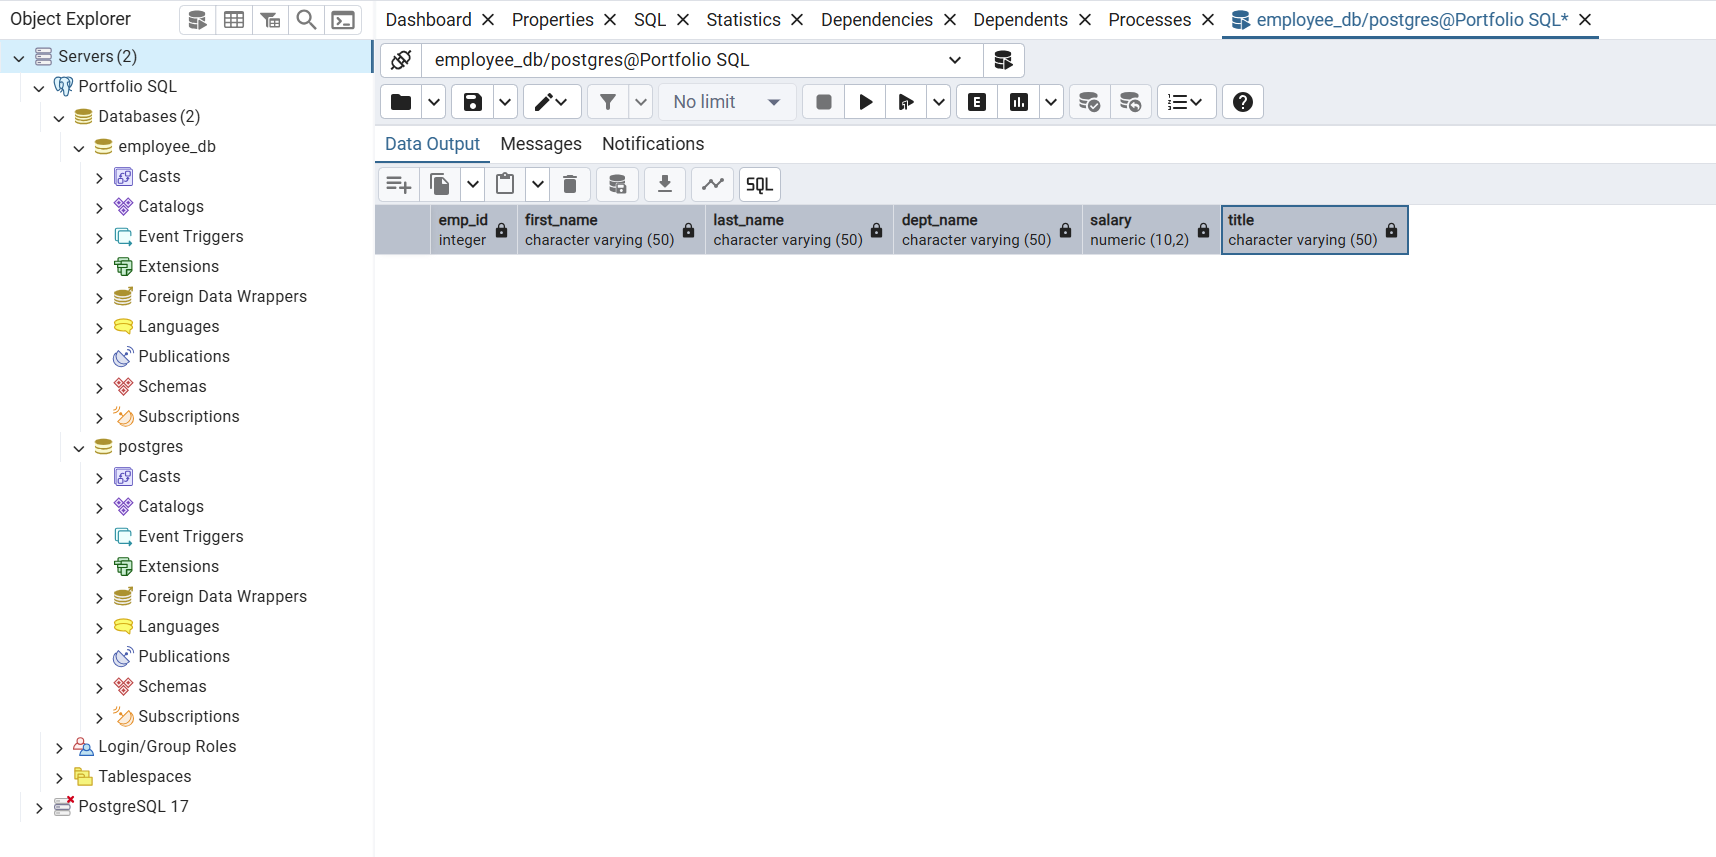 Object Explorer
Dashboard Properties SQL Statistics Dependencies Dependents Processes employee_db/postgres@Portfolio SQL*
Servers (2)
Portfolio SQL
Databases (2)
employee_db
Casts
Catalogs
Event Triggers
Extensions
Foreign Data Wrappers
Languages
Publications
Schemas
Subscriptions
postgres
Casts
Catalogs
Event Triggers
Extensions
Foreign Data Wrappers
Languages
Publications
Schemas
Subscriptions
Login/Group Roles
Tablespaces
PostgreSQL 17
employee_db/postgres@Portfolio SQL
No limit E
Data Output Messages Notifications
SQL
emp_id first_name last_name dept_name salary title
integer character varying (50) character varying (50) character varying (50) numeric (10,2) character varying (50)